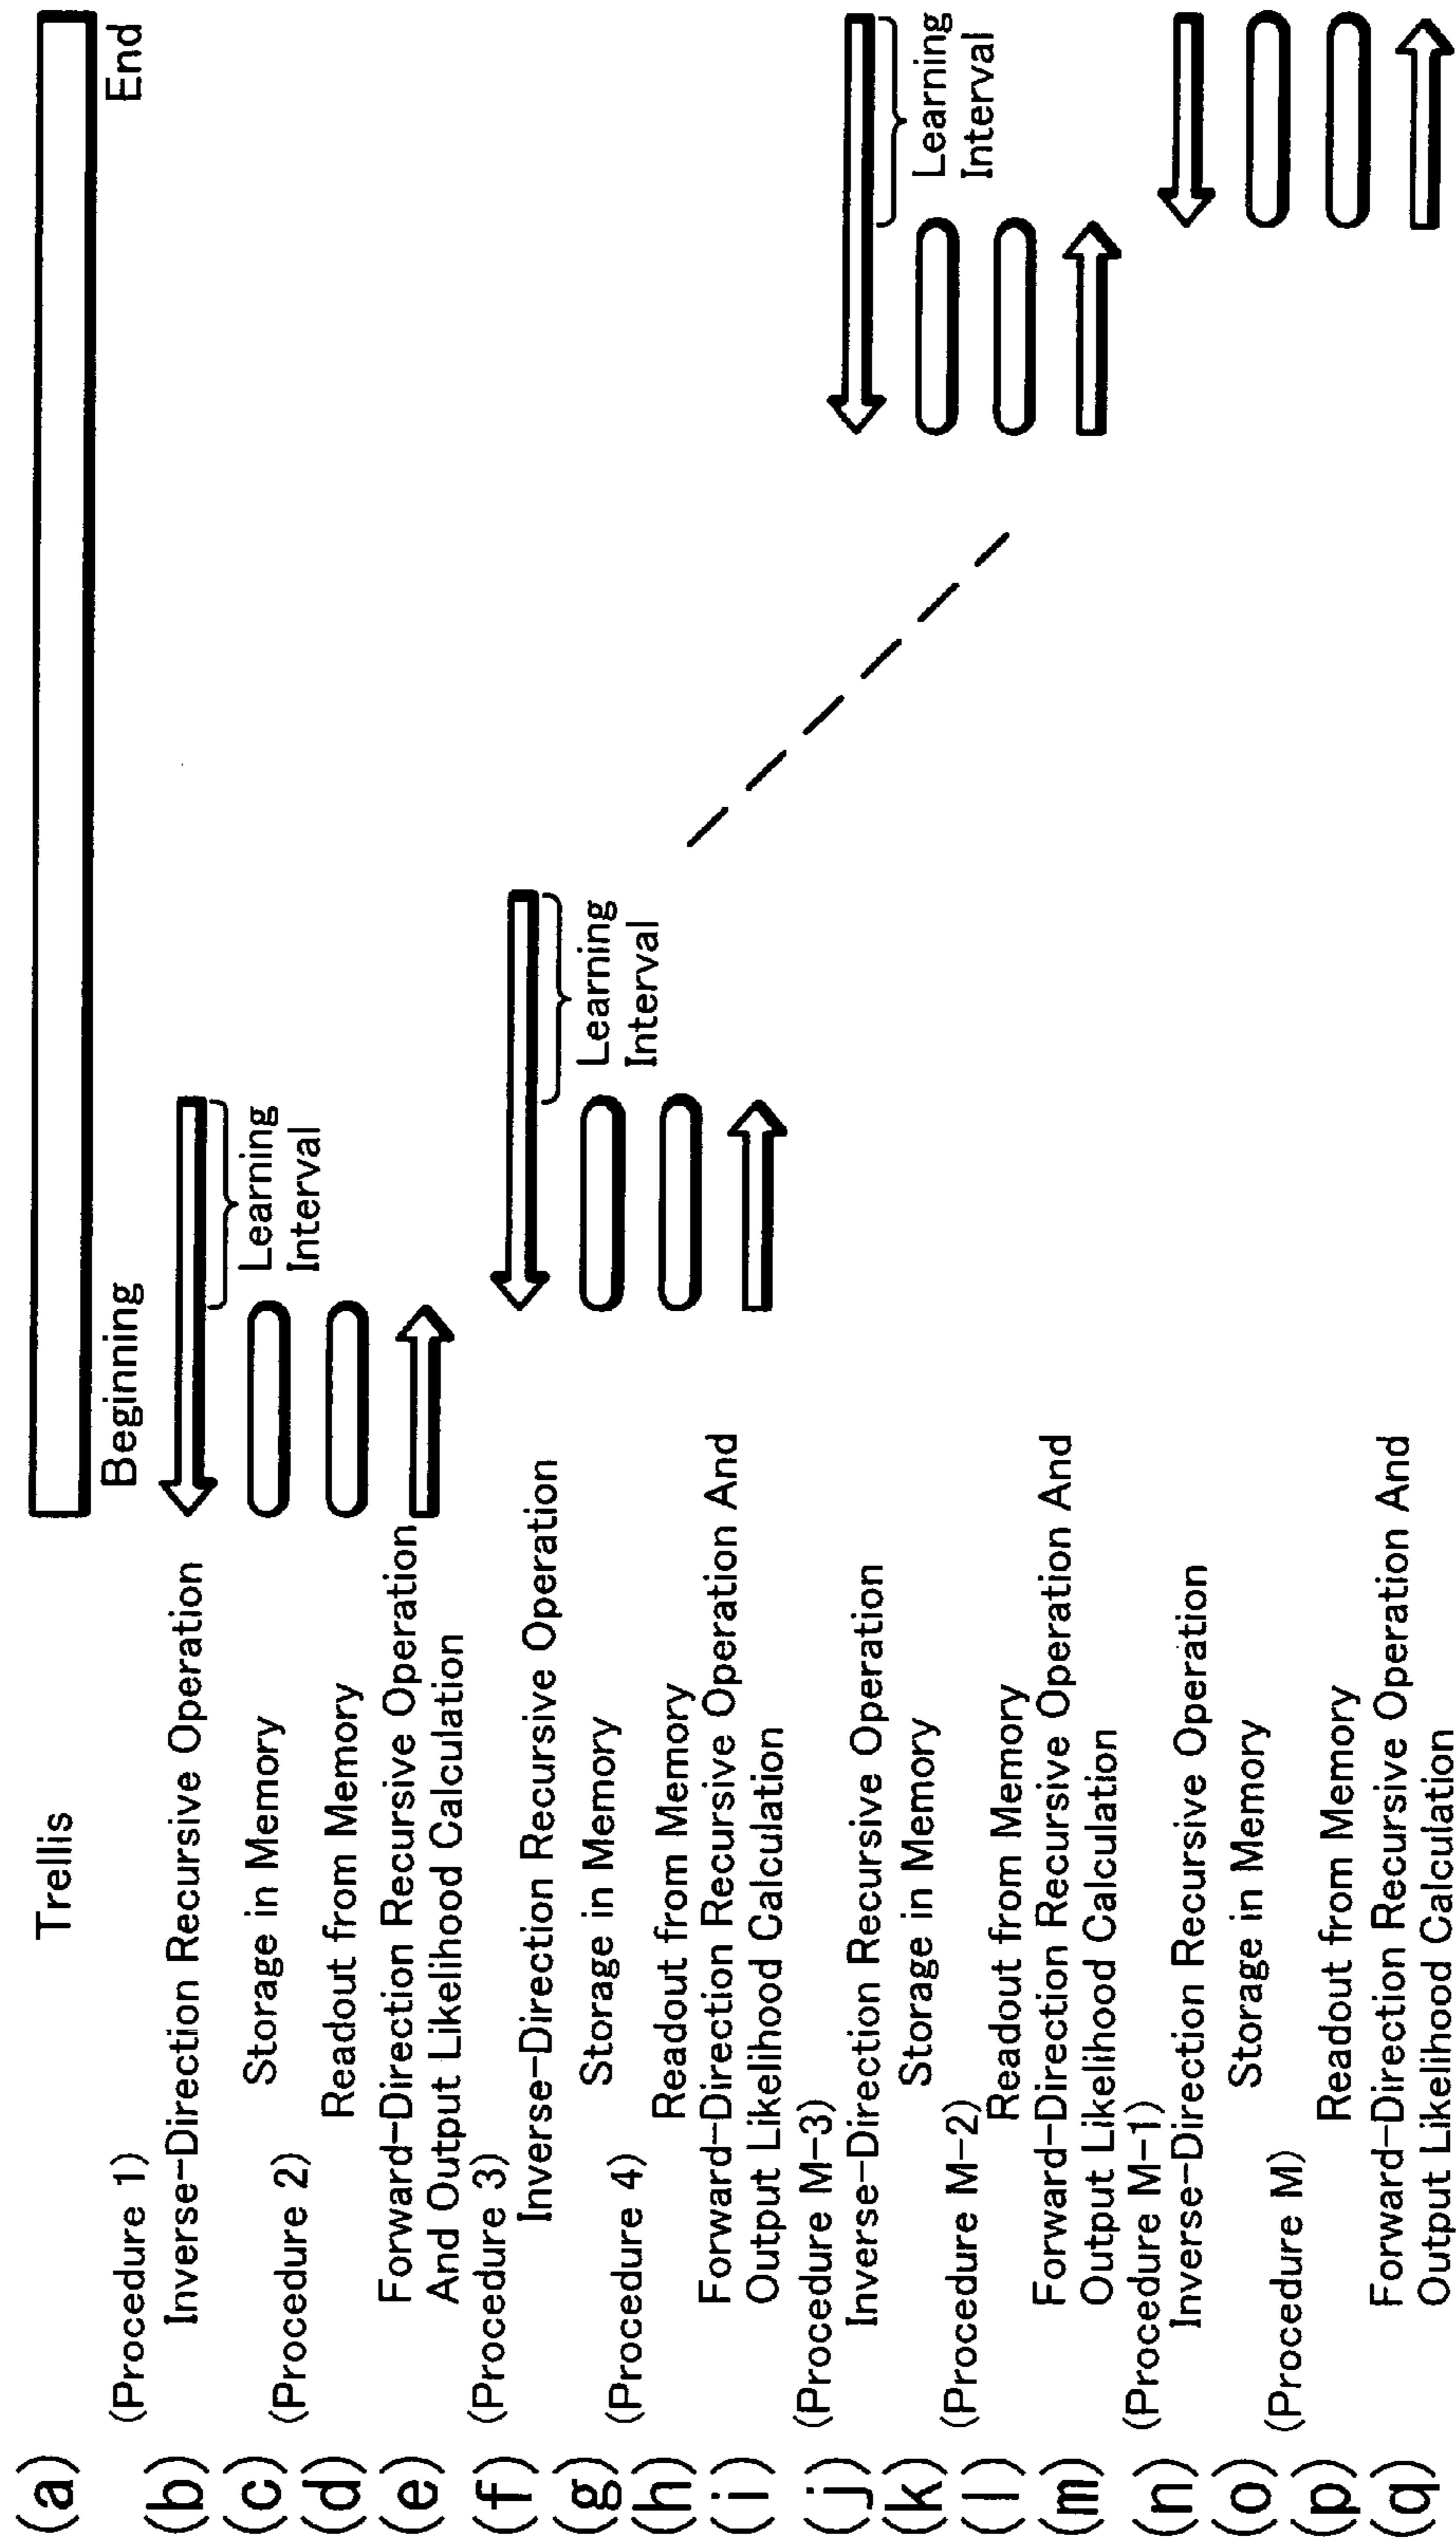 (a) Trellis
Beginning End
(Procedure 1)
(b) Inverse-Direction Recursive Operation
(c) Storage in Memory
Learning
Interval
(Procedure 2)
(d) Readout from Memory
(e) Forward-Direction Recursive Operation
And Output Likelihood Calculation
(Procedure 3)
(f) Inverse-Direction Recursive Operation
(g) Storage in Memory
Learning
Interval
(Procedure 4)
(h) Readout from Memory
(i) Forward-Direction Recursive Operation And
Output Likelihood Calculation
(Procedure M-3)
(j) Inverse-Direction Recursive Operation
(k) Storage in Memory
Learning
Interval
(Procedure M-2)
(l) Readout from Memory
(m) Forward-Direction Recursive Operation And
Output Likelihood Calculation
(Procedure M-1)
(n) Inverse-Direction Recursive Operation
(o) Storage in Memory
(Procedure M)
(p) Readout from Memory
(q) Forward-Direction Recursive Operation And
Output Likelihood Calculation